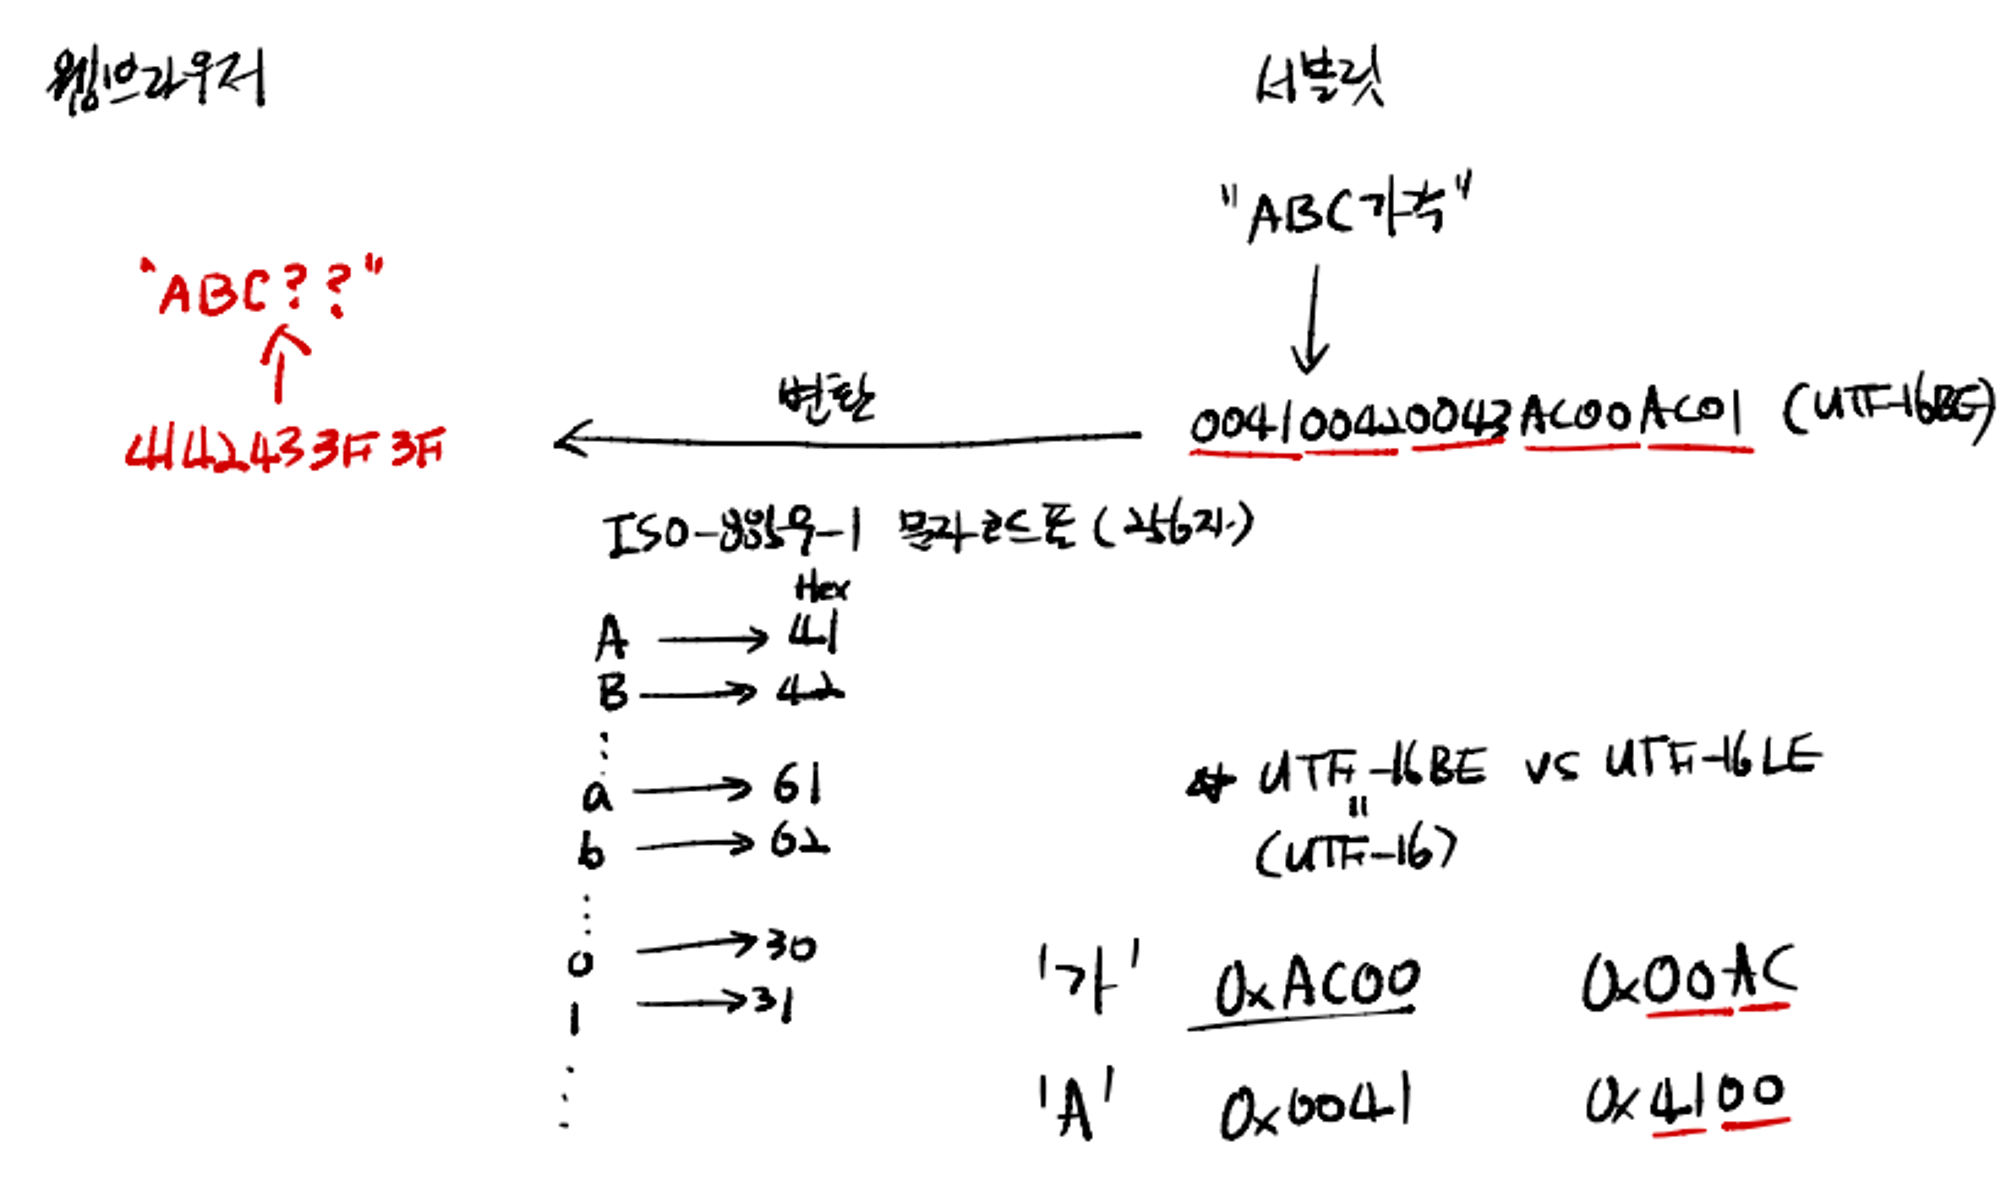 웹브라우저
서블릿
"ABC가각"
"ABC??"
변환
0041 0042 0043 AC00 AC01 (UTF-16BE)
41 42 43 3F 3F
ISO-8859-1 문자코드표 (256자)
Hex
A → 41
B → 42
⋮
a → 61
b → 62
⋮
0 → 30
1 → 31
⋮
☆ UTF-16BE vs UTF-16LE
"
(UTF-16)
'가' 0xAC00 0x00AC
'A' 0x0041 0x4100